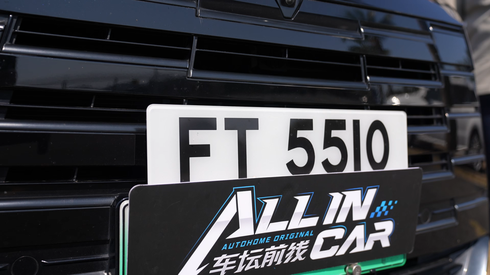 FT 5510
ALL IN
AUTOHOME ORIGINAL
车坛前线 CAR